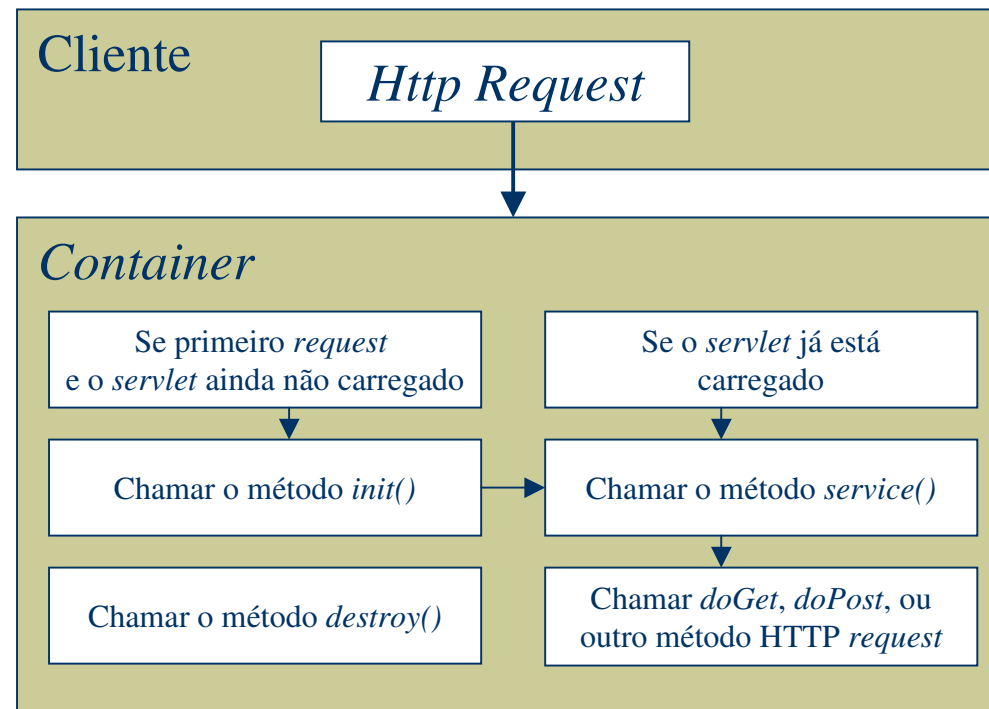 Cliente
Http Request
Container
Se primeiro request
e o servlet ainda não carregado
Se o servlet já está
carregado
Chamar o método init()
Chamar o método service()
Chamar o método destroy()
Chamar doGet, doPost, ou
outro método HTTP request